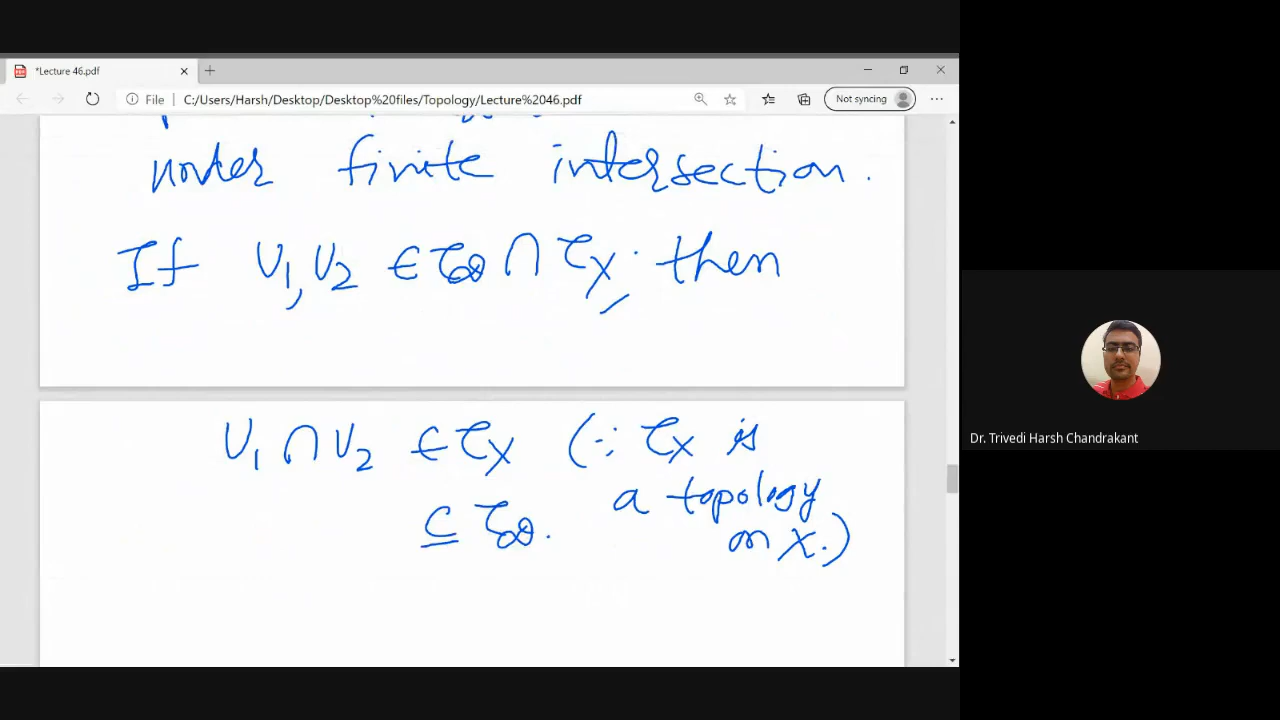 *Lecture 46.pdf
File | C:/Users/Harsh/Desktop/Desktop%20files/Topology/Lecture%2046.pdf
Not syncing
under finite intersection.
If U₁, U₂ ∈ τ∞ ∩ τₓ, then
U₁ ∩ U₂ ∈ τₓ (∵ τₓ is
a topology
⊆ τ∞.
on X.)
Dr. Trivedi Harsh Chandrakant